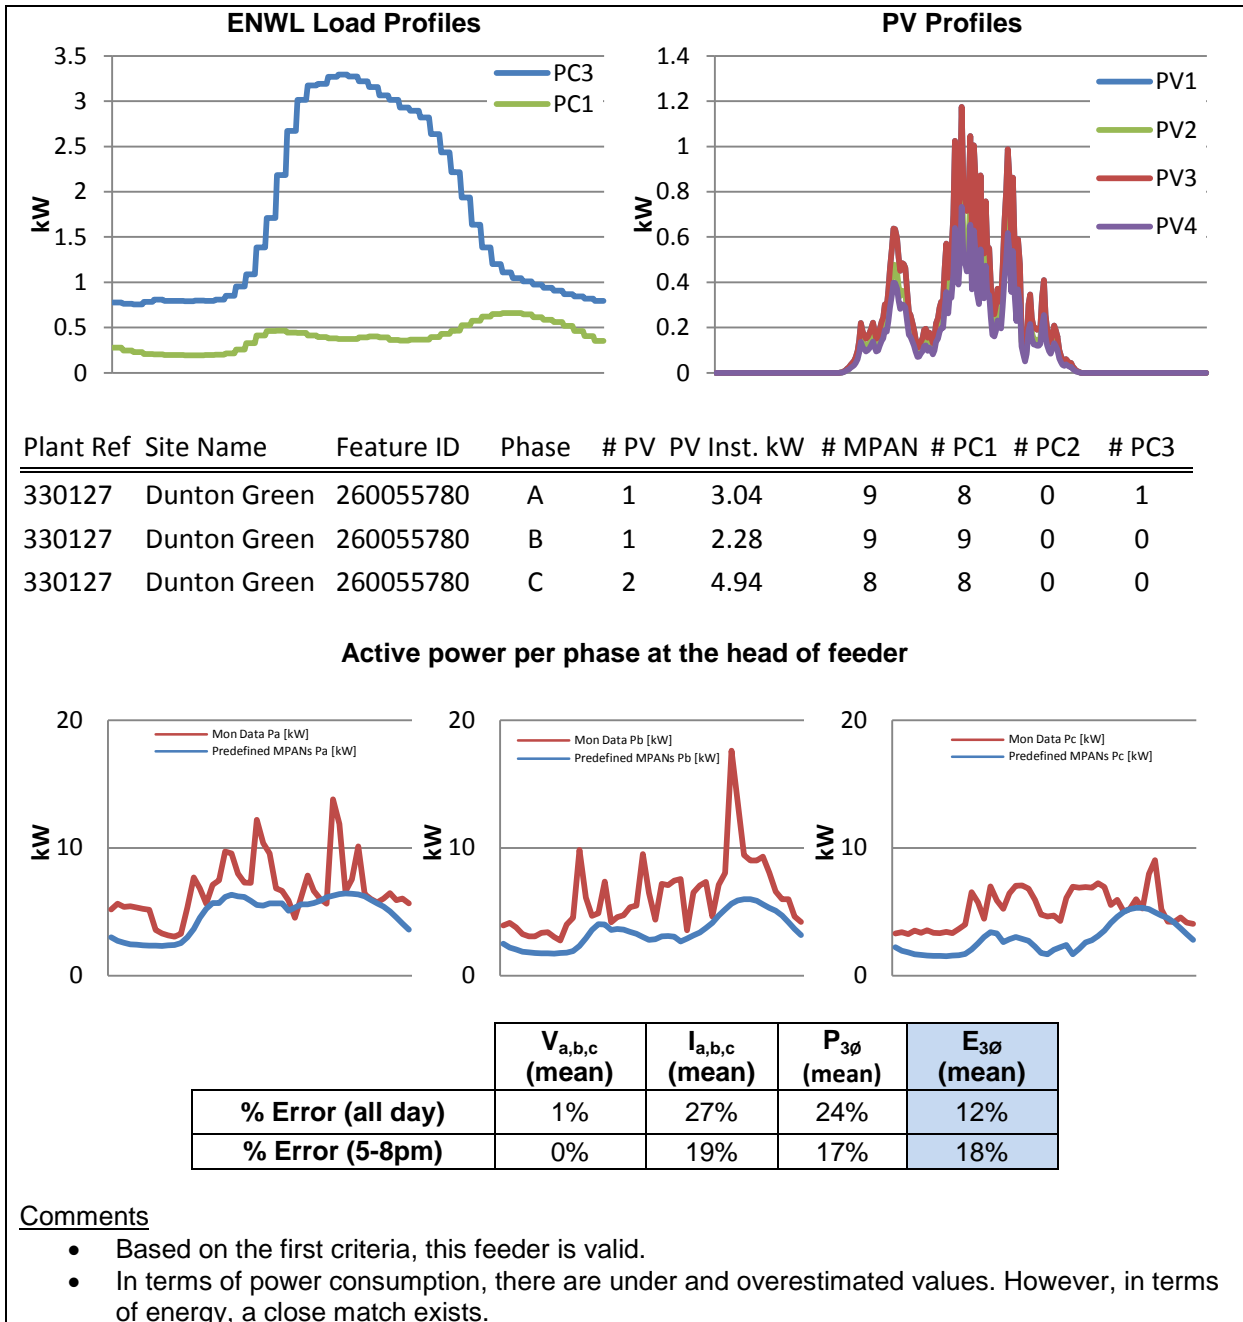 ENWL Load Profiles
3.5
3
2.5
2
1.5
1
0.5
0
kW
PC3
PC1
PV Profiles
1.4
1.2
1
0.8
0.6
0.4
0.2
0
kW
PV1
PV2
PV3
PV4
Plant Ref Site Name Feature ID Phase # PV PV Inst. kW # MPAN # PC1 # PC2 # PC3
330127 Dunton Green 260055780 A 1 3.04 9 8 0 1
330127 Dunton Green 260055780 B 1 2.28 9 9 0 0
330127 Dunton Green 260055780 C 2 4.94 8 8 0 0
Active power per phase at the head of feeder
20
10
0
kW
Mon Data Pa [kW]
Predefined MPANs Pa [kW]
20
10
0
kW
Mon Data Pb [kW]
Predefined MPANs Pb [kW]
20
10
0
kW
Mon Data Pc [kW]
Predefined MPANs Pc [kW]
Va,b,c (mean) Ia,b,c (mean) P3ø (mean) E3ø (mean)
% Error (all day) 1% 27% 24% 12%
% Error (5-8pm) 0% 19% 17% 18%
Comments
• Based on the first criteria, this feeder is valid.
• In terms of power consumption, there are under and overestimated values. However, in terms
of energy, a close match exists.